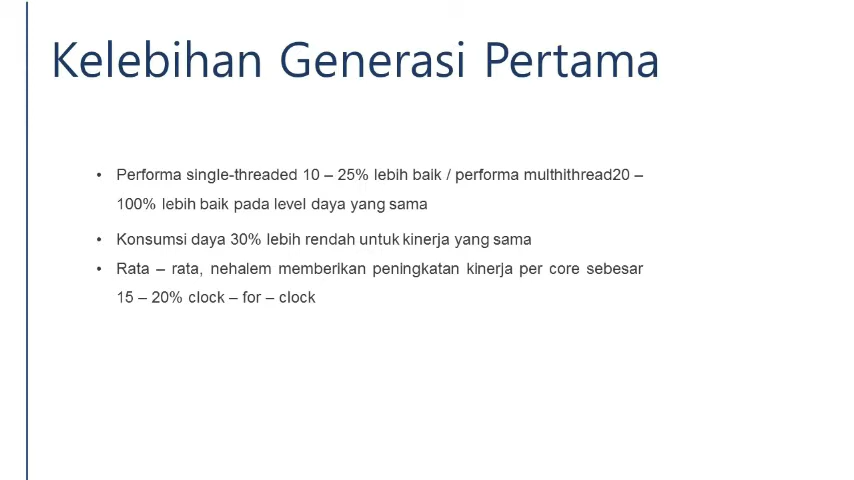 Kelebihan Generasi Pertama
• Performa single-threaded 10 – 25% lebih baik / performa multhithread20 –
100% lebih baik pada level daya yang sama
• Konsumsi daya 30% lebih rendah untuk kinerja yang sama
• Rata – rata, nehalem memberikan peningkatan kinerja per core sebesar
15 – 20% clock – for – clock